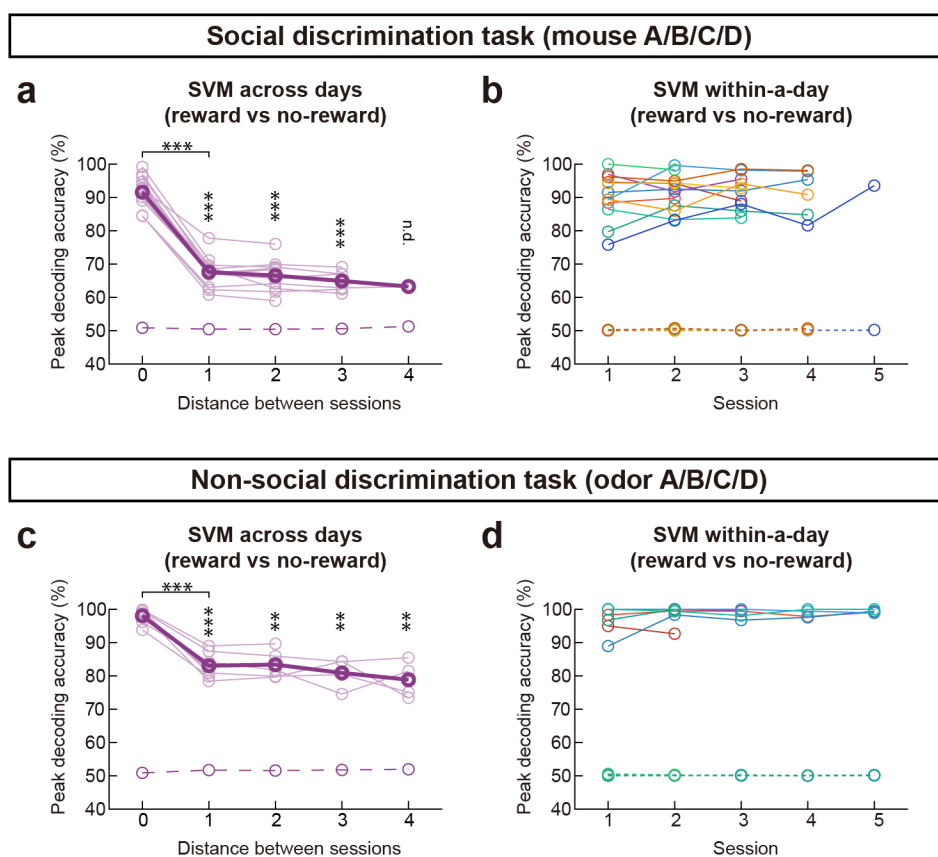 Social discrimination task (mouse A/B/C/D)
a
SVM across days
(reward vs no-reward)
Peak decoding accuracy (%)
100
90
80
70
60
50
40
***
***
***
***
n.d.
0 1 2 3 4
Distance between sessions
b
SVM within-a-day
(reward vs no-reward)
Peak decoding accuracy (%)
100
90
80
70
60
50
40
1 2 3 4 5
Session
Non-social discrimination task (odor A/B/C/D)
c
SVM across days
(reward vs no-reward)
Peak decoding accuracy (%)
100
90
80
70
60
50
40
***
***
**
**
**
0 1 2 3 4
Distance between sessions
d
SVM within-a-day
(reward vs no-reward)
Peak decoding accuracy (%)
100
90
80
70
60
50
40
1 2 3 4 5
Session